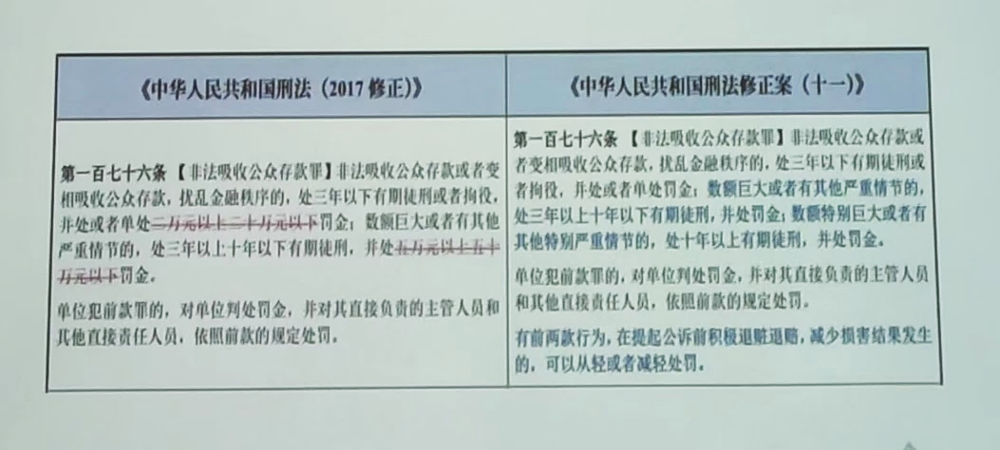 《中华人民共和国刑法（2017 修正）》
第一百七十六条 【非法吸收公众存款罪】非法吸收公众存款或者变
相吸收公众存款，扰乱金融秩序的，处三年以下有期徒刑或者拘役，
并处或者单处二万元以上二十万元以下罚金；数额巨大或者有其他
严重情节的，处三年以上十年以下有期徒刑，并处五万元以上五十
万元以下罚金。
单位犯前款罪的，对单位判处罚金，并对其直接负责的主管人员和
其他直接责任人员，依照前款的规定处罚。
《中华人民共和国刑法修正案（十一）》
第一百七十六条 【非法吸收公众存款罪】非法吸收公众存款或
者变相吸收公众存款，扰乱金融秩序的，处三年以下有期徒刑或
者拘役，并处或者单处罚金；数额巨大或者有其他严重情节的，
处三年以上十年以下有期徒刑，并处罚金；数额特别巨大或者有
其他特别严重情节的，处十年以上有期徒刑，并处罚金。
单位犯前款罪的，对单位判处罚金，并对其直接负责的主管人员
和其他直接责任人员，依照前款的规定处罚。
有前两款行为，在提起公诉前积极退赃退赔，减少损害结果发生
的，可以从轻或者减轻处罚。